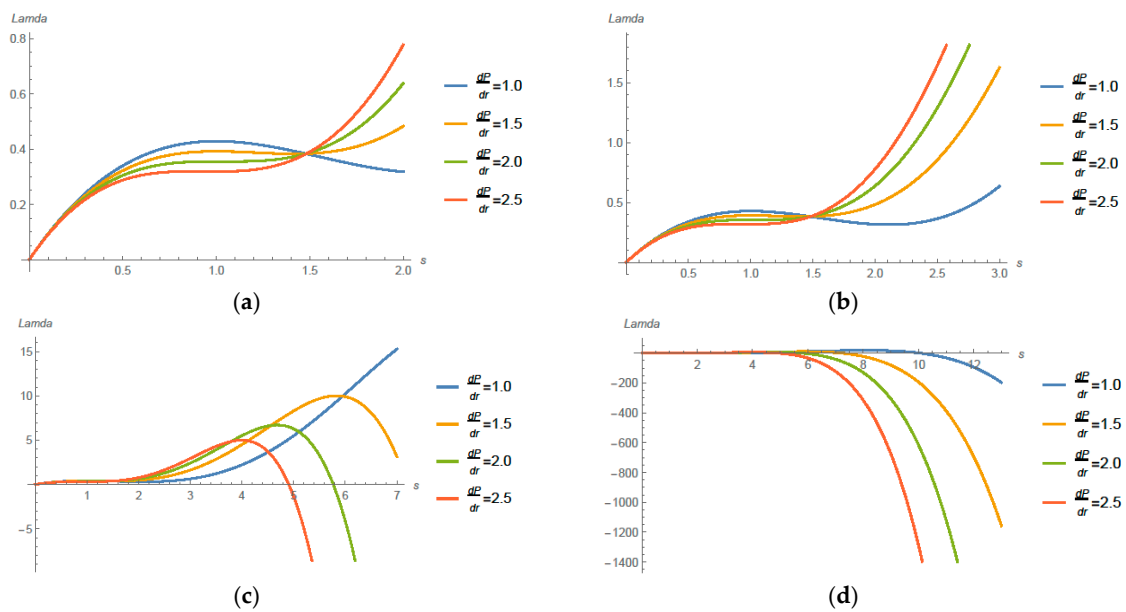 Lamda
0.8
0.6
0.4
0.2
0.5 1.0 1.5 2.0 s
dP/dr=1.0
dP/dr=1.5
dP/dr=2.0
dP/dr=2.5
(a)
Lamda
1.5
1.0
0.5
0.5 1.0 1.5 2.0 2.5 3.0 s
dP/dr=1.0
dP/dr=1.5
dP/dr=2.0
dP/dr=2.5
(b)
Lamda
15
10
5
-5
1 2 3 4 5 6 7 s
dP/dr=1.0
dP/dr=1.5
dP/dr=2.0
dP/dr=2.5
(c)
Lamda
2 4 6 8 10 12 s
-200
-400
-600
-800
-1000
-1200
-1400
dP/dr=1.0
dP/dr=1.5
dP/dr=2.0
dP/dr=2.5
(d)